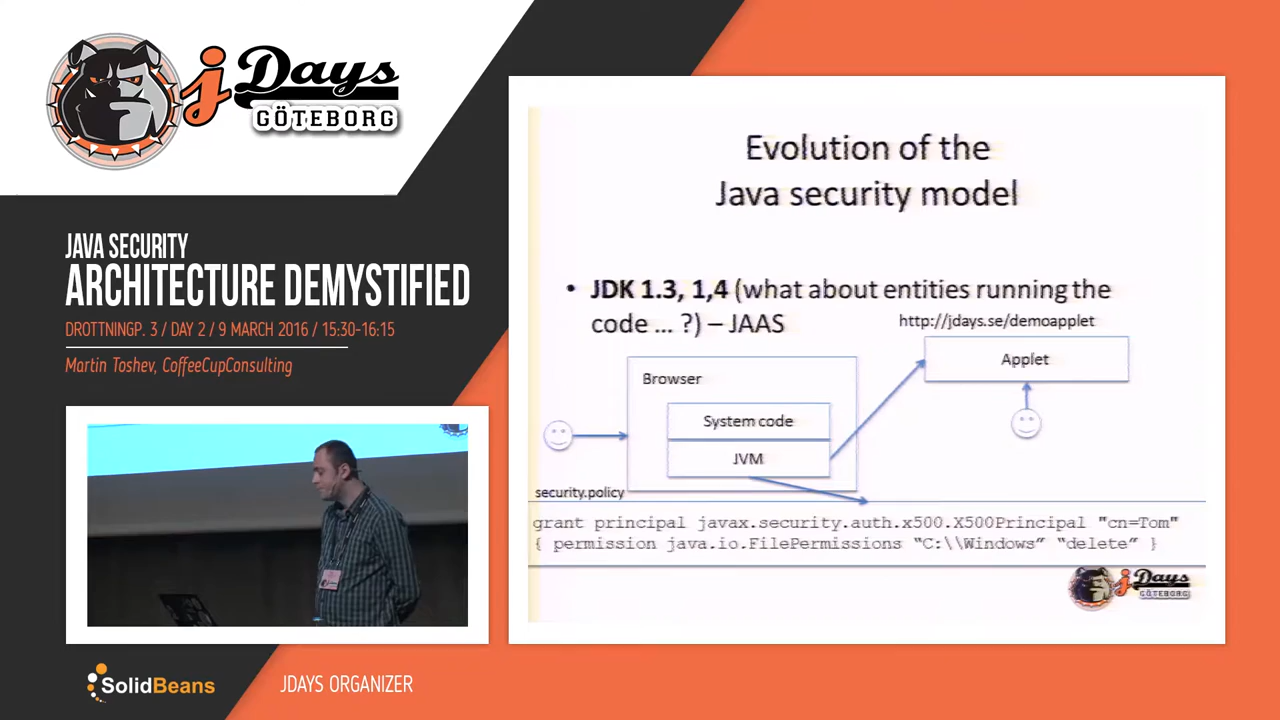 j Days
GÖTEBORG
JAVA SECURITY
ARCHITECTURE DEMYSTIFIED
DROTTNINGP. 3 / DAY 2 / 9 MARCH 2016 / 15:30-16:15
Martin Toshev, CoffeeCupConsulting
SolidBeans
JDAYS ORGANIZER
Evolution of the
Java security model
• JDK 1.3, 1,4 (what about entities running the
code ... ?) – JAAS
http://jdays.se/demoapplet
Browser
Applet
System code
JVM
security.policy
grant principal javax.security.auth.x500.X500Principal "cn=Tom"
{ permission java.io.FilePermissions “C:\\Windows” “delete” }
j Days
GÖTEBORG